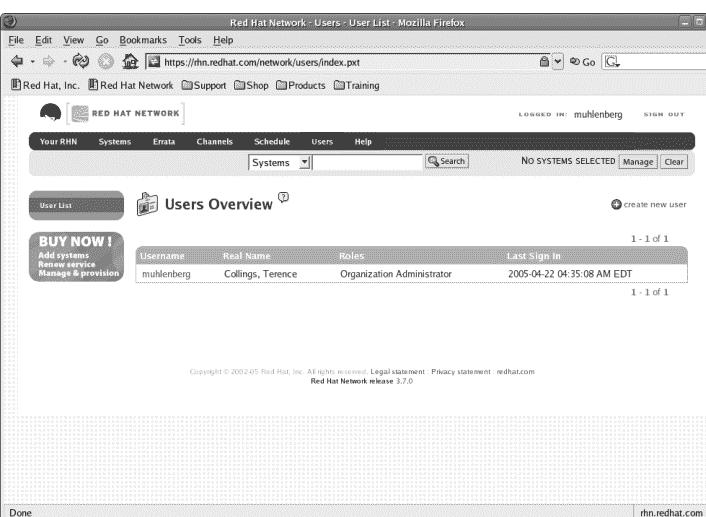 Red Hat Network - Users - User List - Mozilla Firefox
File Edit View Go Bookmarks Tools Help
https://rhn.redhat.com/network/users/index.pxt Go G
Red Hat, Inc. Red Hat Network Support Shop Products Training
RED HAT NETWORK LOGGED IN: muhlenberg SIGN OUT
Your RHN Systems Errata Channels Schedule Users Help
Systems Search NO SYSTEMS SELECTED Manage Clear
User List
Users Overview ? create new user
BUY NOW !
Add systems
Renew service
Manage & provision
1 - 1 of 1
Username Real Name Roles Last Sign In
muhlenberg Collings, Terence Organization Administrator 2005-04-22 04:35:08 AM EDT
1 - 1 of 1
Copyright © 2002-05 Red Hat, Inc. All rights reserved. Legal statement : Privacy statement : redhat.com
Red Hat Network release 3.7.0
Done rhn.redhat.com